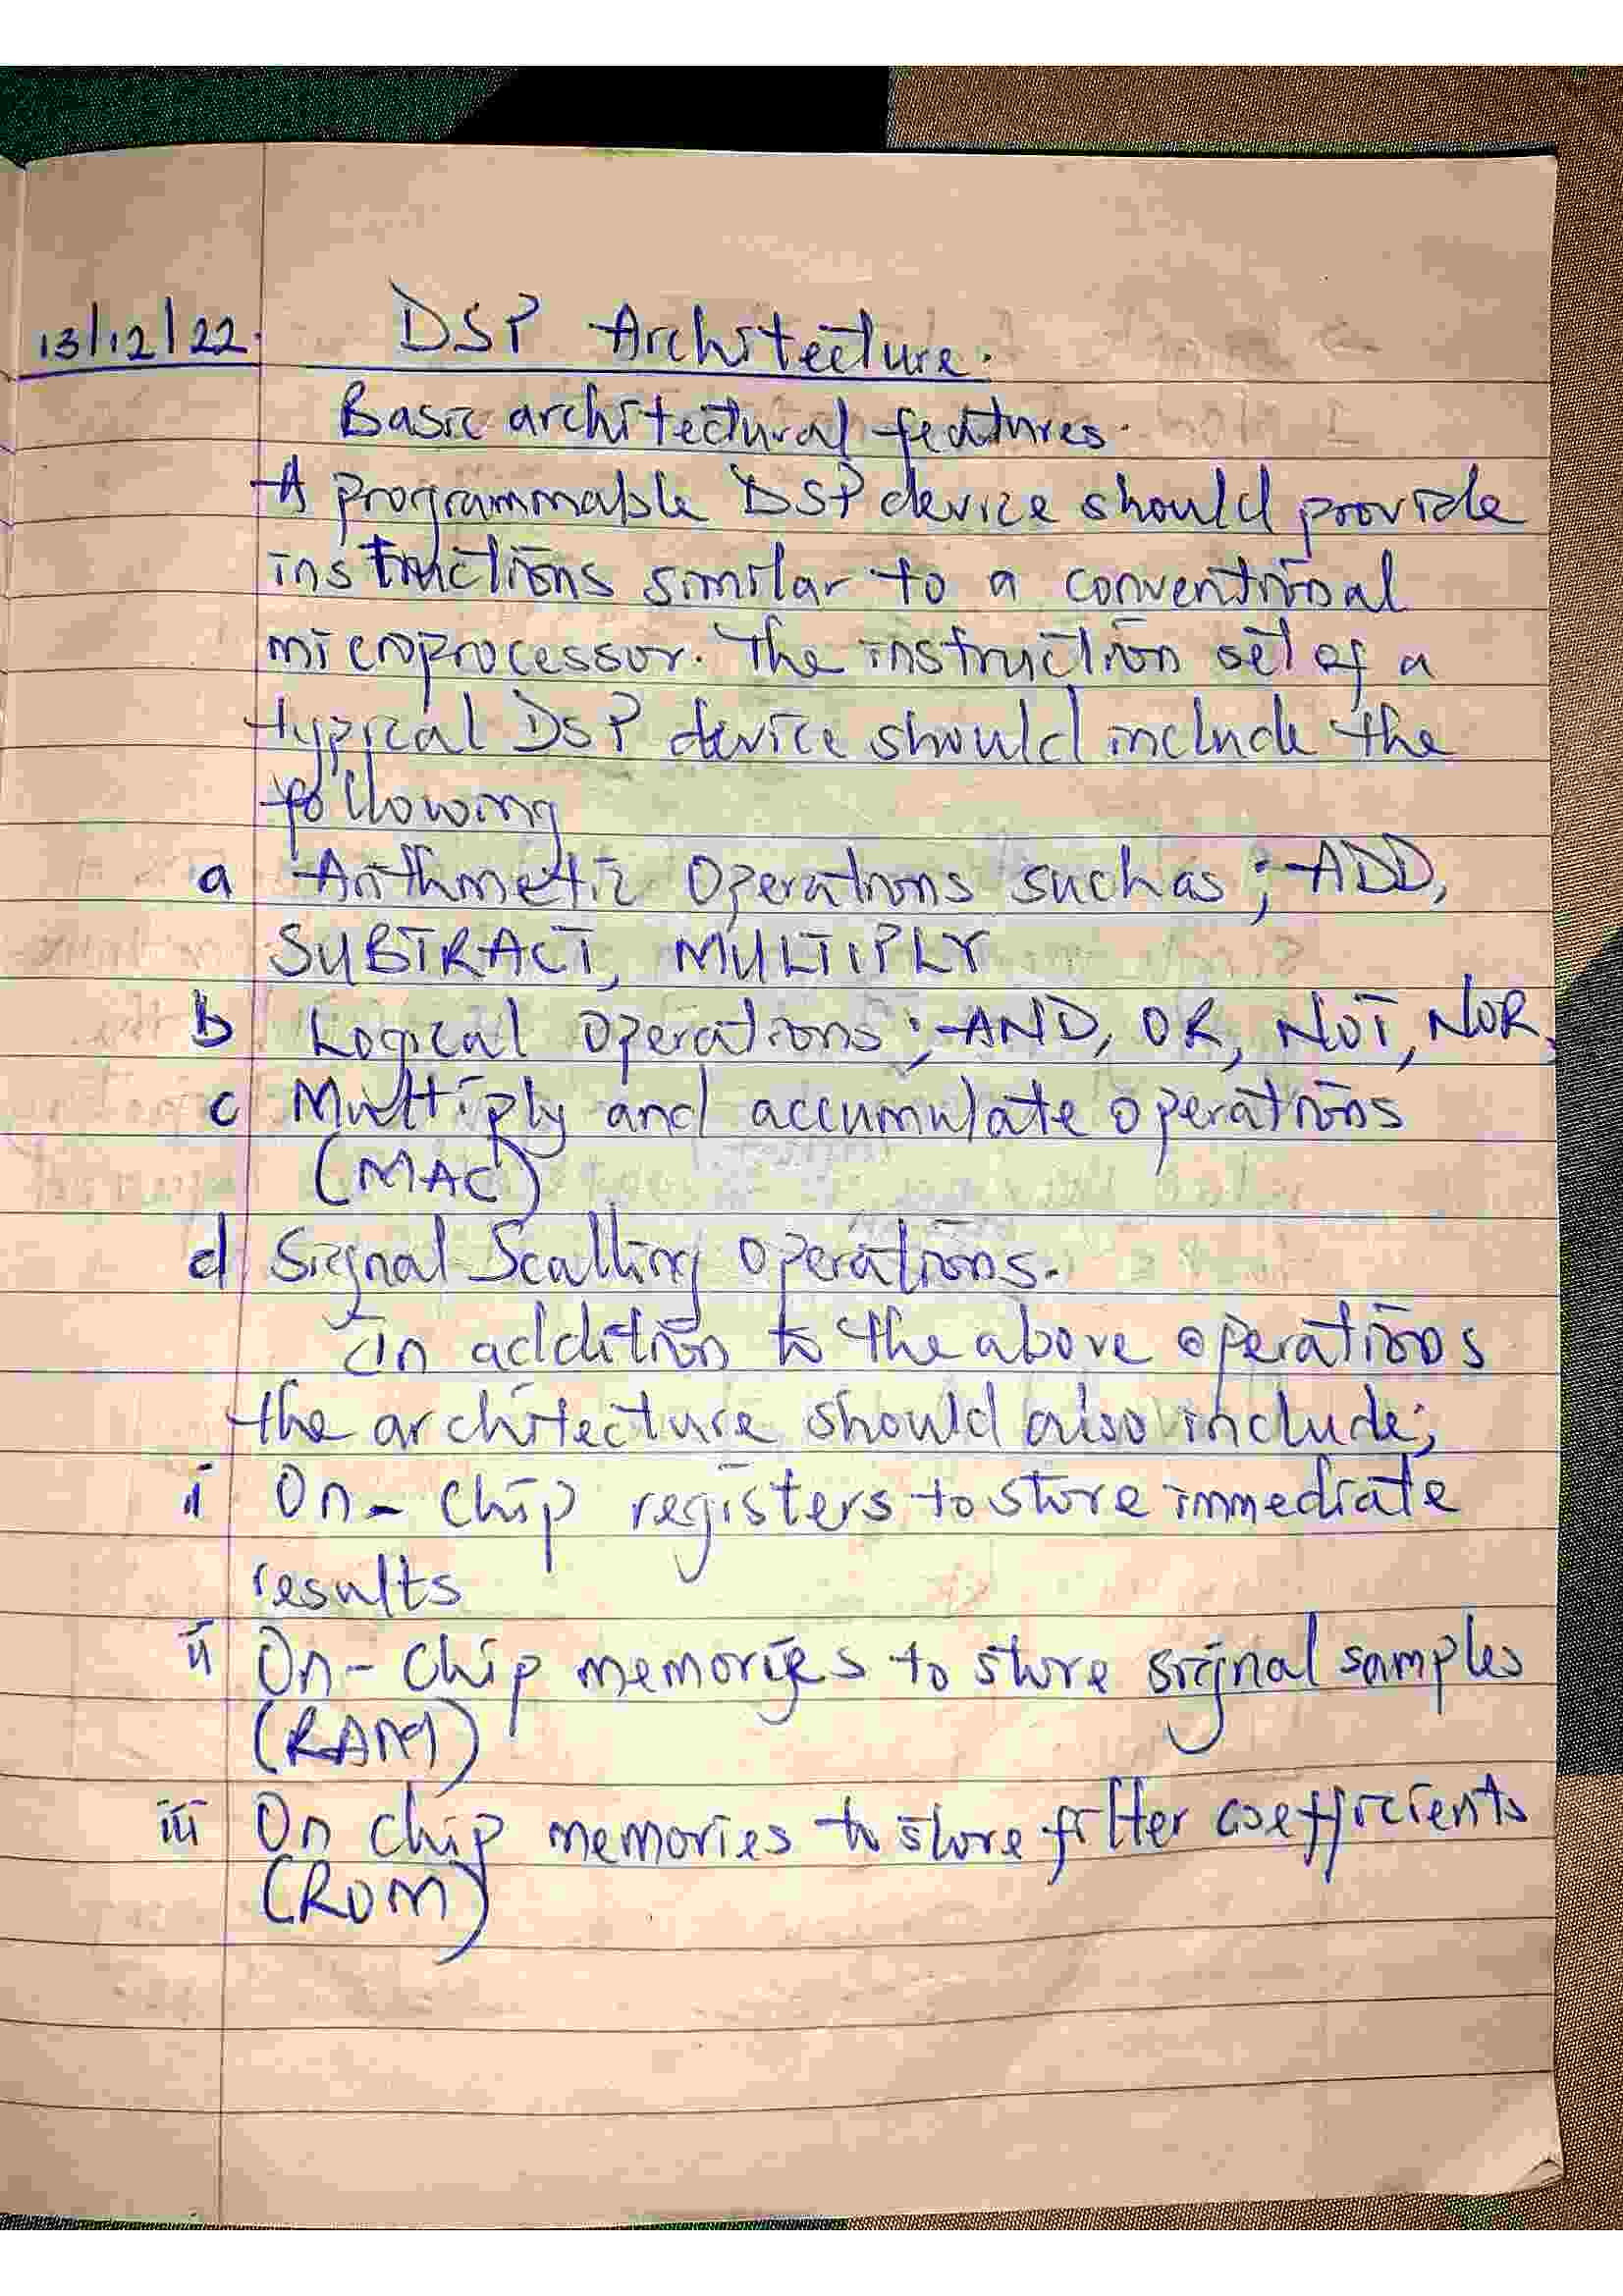 13/12/22. DSP Architecture.
Basic architectural features.
A programmable DSP device should provide
instructions similar to a conventional
microprocessor. The instruction set of a
typical DSP device should include the
following
a Arithmetic Operations such as ; ADD,
SUBTRACT, MULTIPLY
b Logical operations ; AND, OR, NOT, NOR,
c Multiply and accumulate operations
(MAC)
d Signal Scalling operations.
In addition to the above operations
the architecture should also include;
i On-chip registers to store immediate
results
ii On-chip memories to store signal samples
(RAM)
iii On chip memories to store filter coefficients
(ROM)